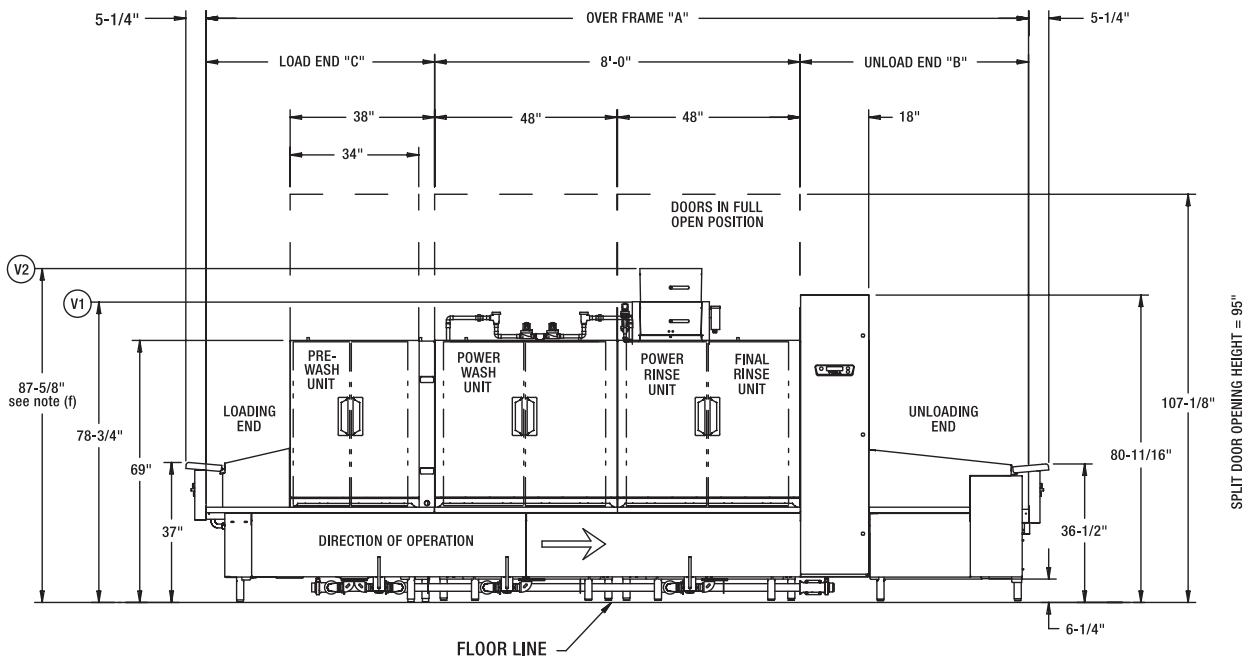 5-1/4"
OVER FRAME "A"
5-1/4"
LOAD END "C"
8'-0"
UNLOAD END "B"
38"
48"
48"
18"
34"
DOORS IN FULL
OPEN POSITION
V2
V1
PRE-
WASH
UNIT
POWER
WASH
UNIT
POWER
RINSE
UNIT
FINAL
RINSE
UNIT
87-5/8"
see note (f)
LOADING
END
UNLOADING
END
78-3/4"
69"
37"
107-1/8"
80-11/16"
36-1/2"
SPLIT DOOR OPENING HEIGHT = 95"
DIRECTION OF OPERATION
6-1/4"
FLOOR LINE